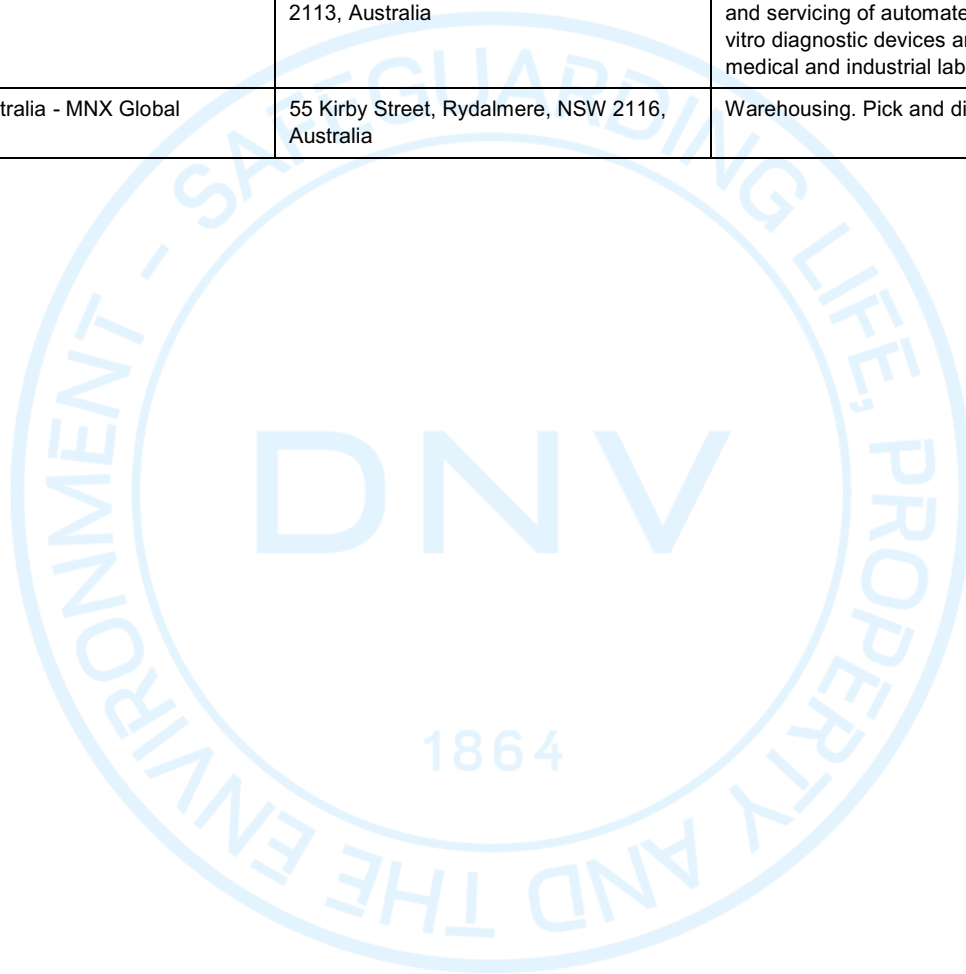 2113, Australia
and servicing of automate
vitro diagnostic devices a
medical and industrial lab
tralia - MNX Global
55 Kirby Street, Rydalmere, NSW 2116,
Australia
Warehousing. Pick and di
SAFEGUARDING LIFE, PROPERTY AND THE ENVIRONMENT -
DNV
1864